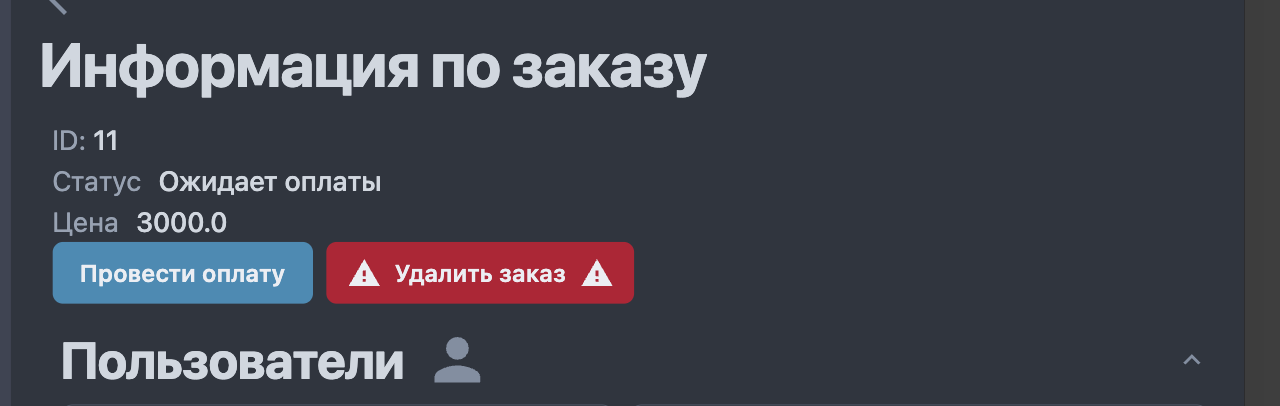 Информация по заказу
ID: 11
Статус Ожидает оплаты
Цена 3000.0
Провести оплату Удалить заказ
Пользователи